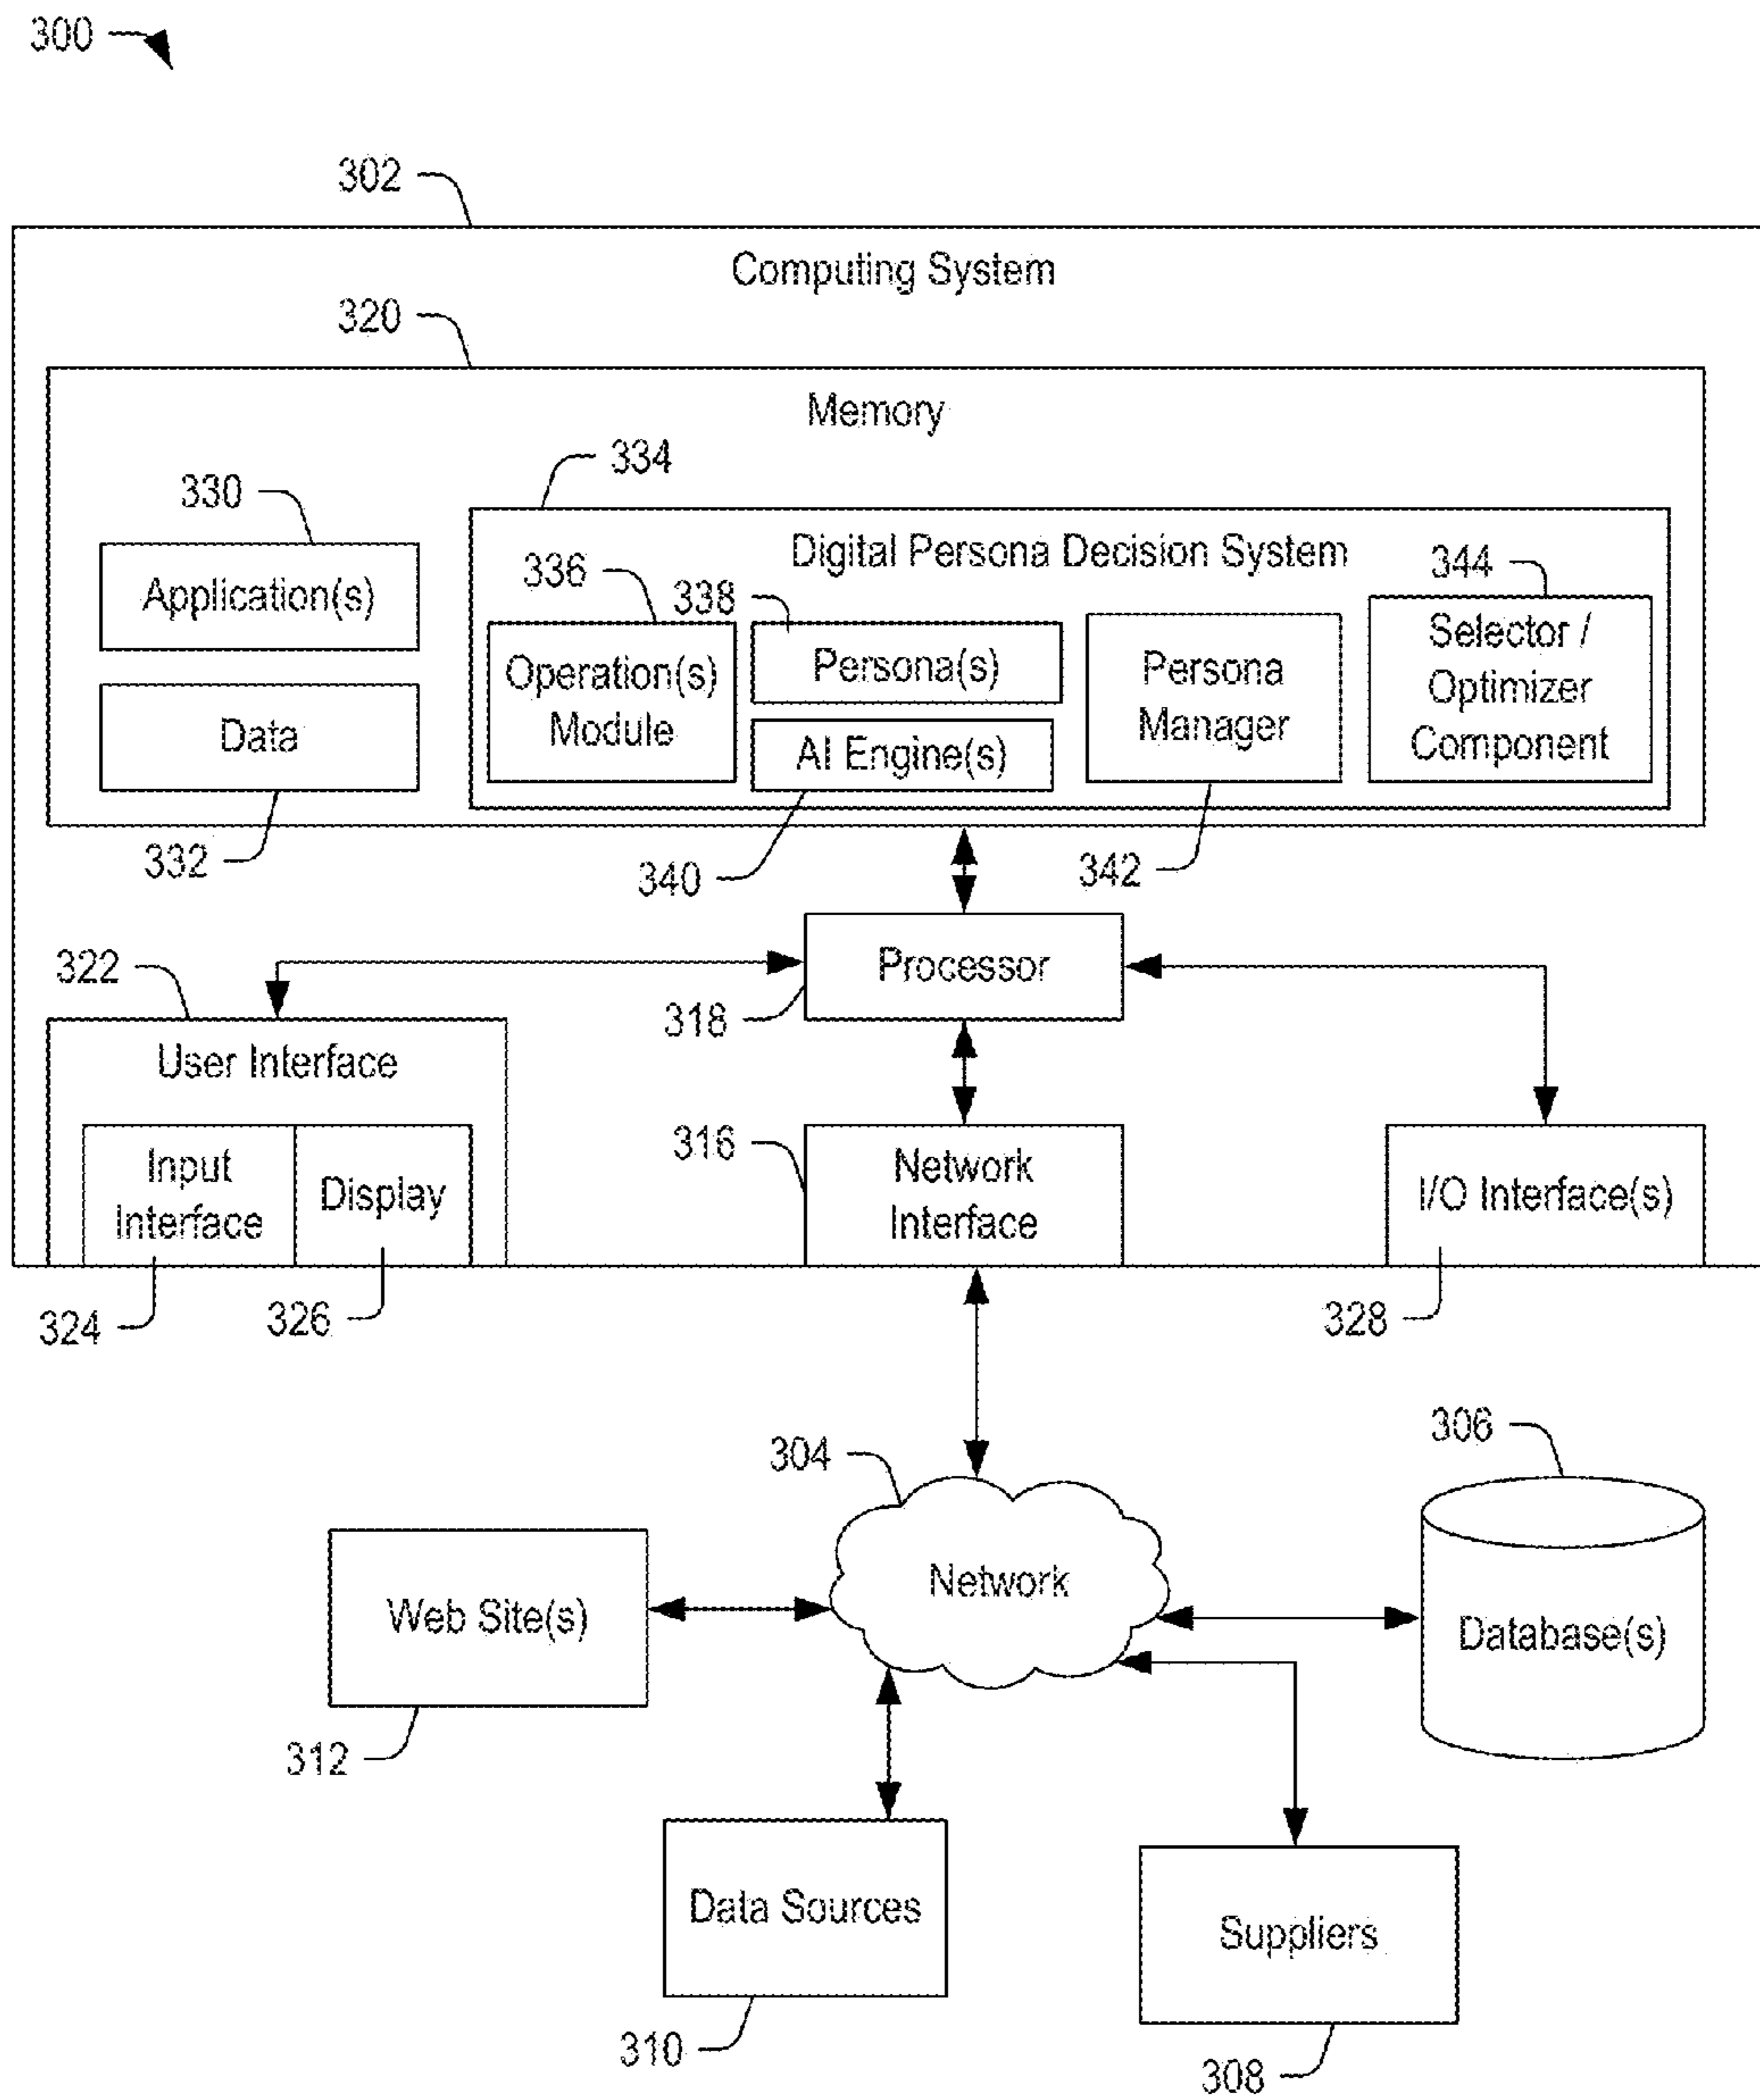 300
302
Computing System
320
Memory
334
330
Digital Persona Decision System
336
338
344
Application(s)
Operation(s)
Module
Persona(s)
Persona
Manager
Selector /
Optimizer
Component
Data
AI Engine(s)
332
340
342
Processor
322
318
User Interface
316
Input
Interface
Display
Network
Interface
I/O Interface(s)
324
326
328
304
306
Network
Web Site(s)
Database(s)
312
Data Sources
Suppliers
310
308